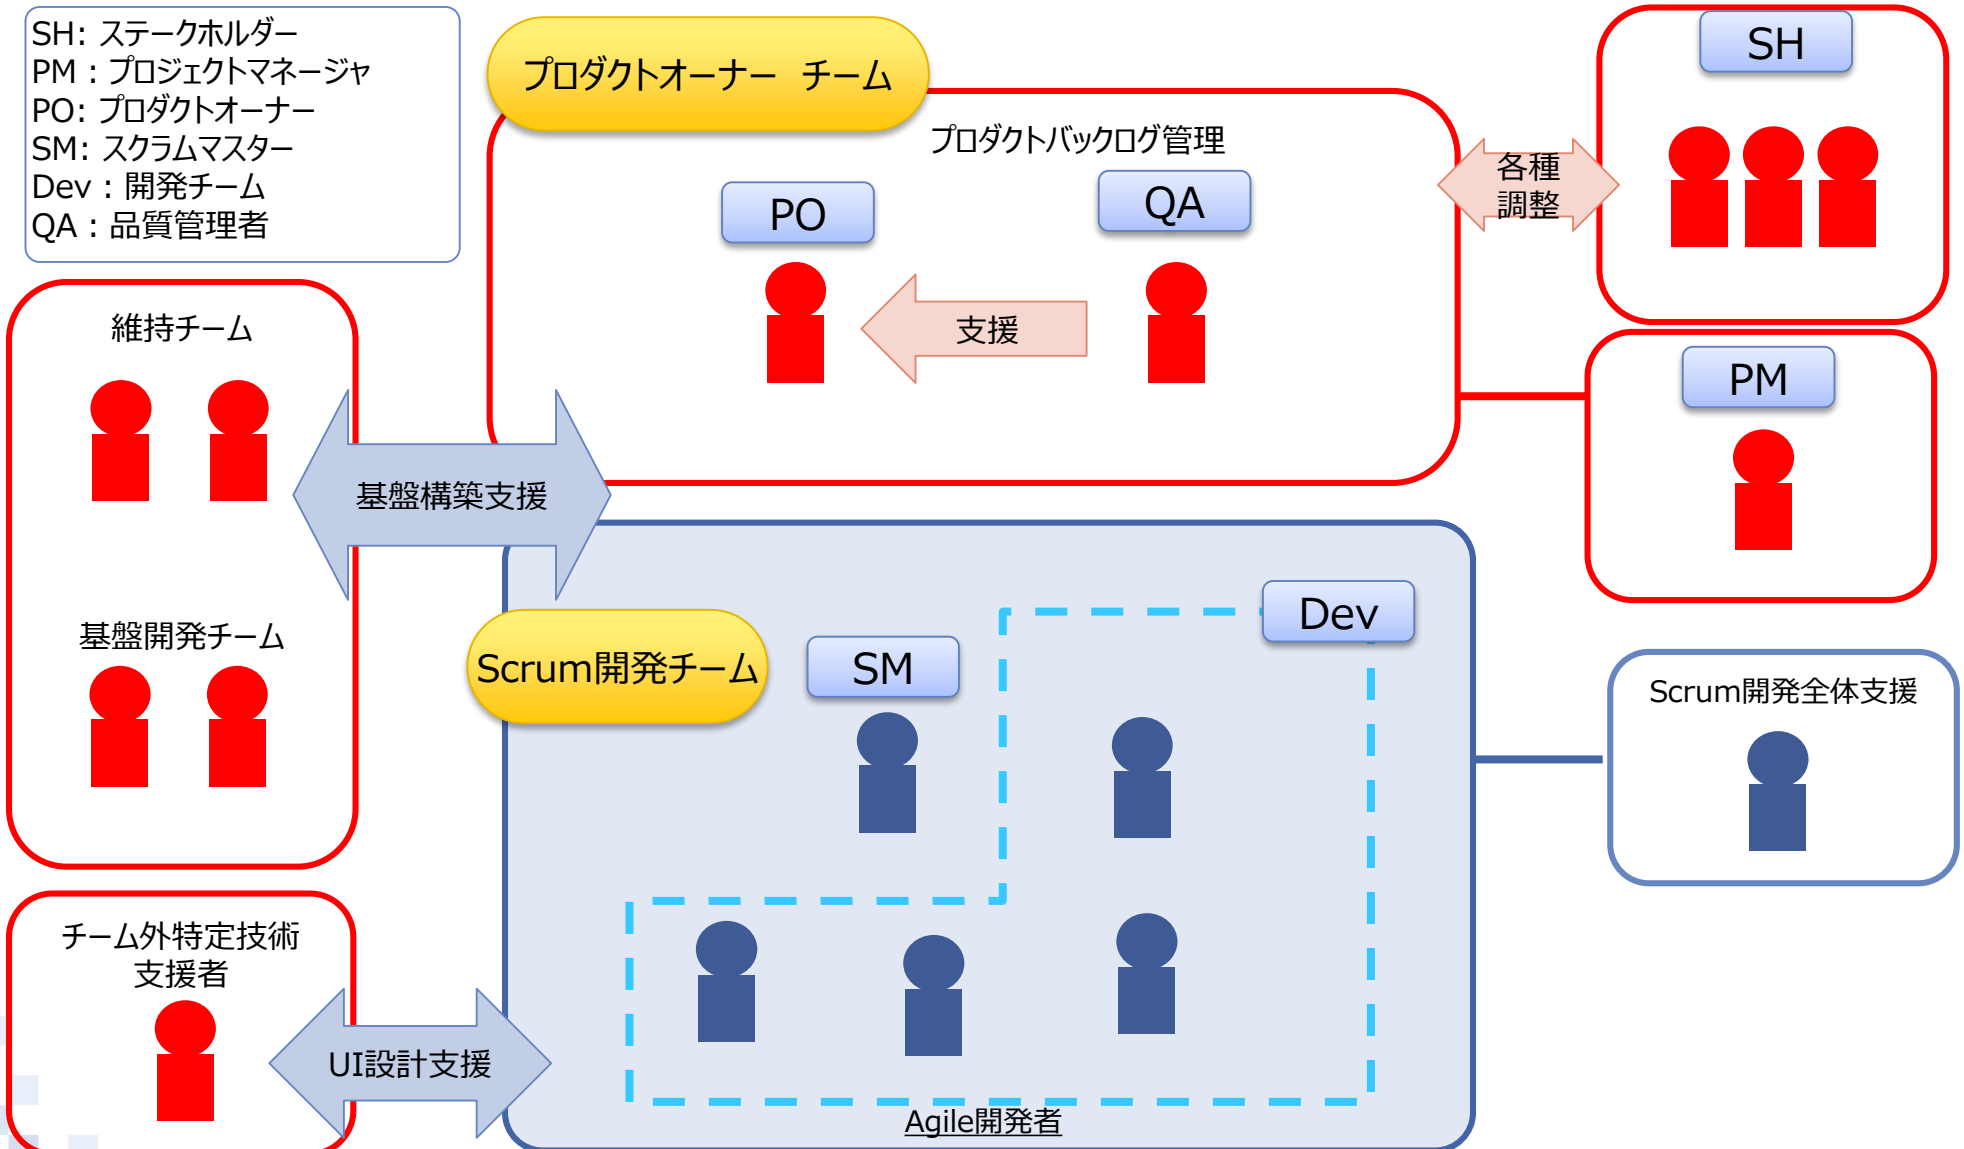 SH: ステークホルダー
PM：プロジェクトマネージャ
PO: プロダクトオーナー
SM: スクラムマスター
Dev：開発チーム
QA：品質管理者
プロダクトオーナー　チーム
プロダクトバックログ管理
PO
QA
支援
各種
調整
SH
PM
維持チーム
基盤構築支援
基盤開発チーム
Scrum開発チーム
SM
Dev
Scrum開発全体支援
チーム外特定技術
支援者
UI設計支援
Agile開発者